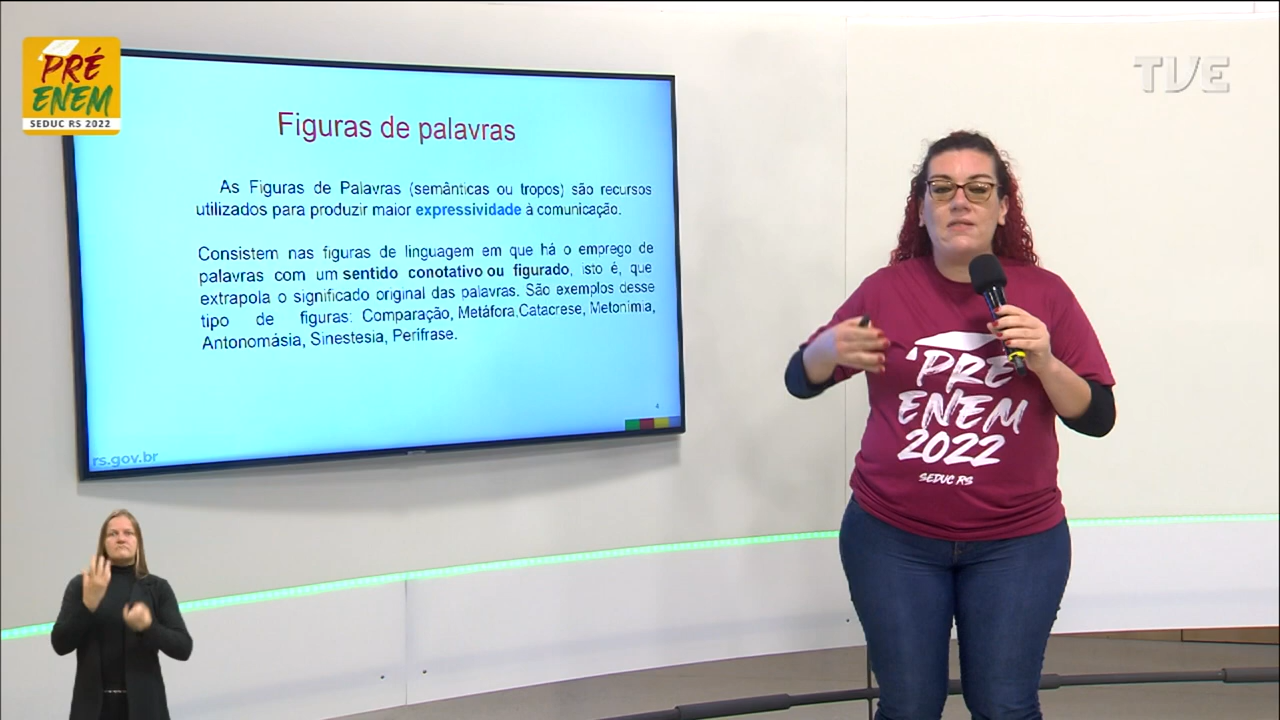 PRÉ
ENEM
SEDUC RS 2022
TVE
Figuras de palavras
As Figuras de Palavras (semânticas ou tropos) são recursos
utilizados para produzir maior expressividade à comunicação.
Consistem nas figuras de linguagem em que há o emprego de
palavras com um sentido conotativo ou figurado, isto é, que
extrapola o significado original das palavras. São exemplos desse
tipo de figuras: Comparação, Metáfora,Catacrese, Metonímia,
Antonomásia, Sinestesia, Perífrase.
4
rs.gov.br
PRÉ
ENEM
2022
SEDUC RS